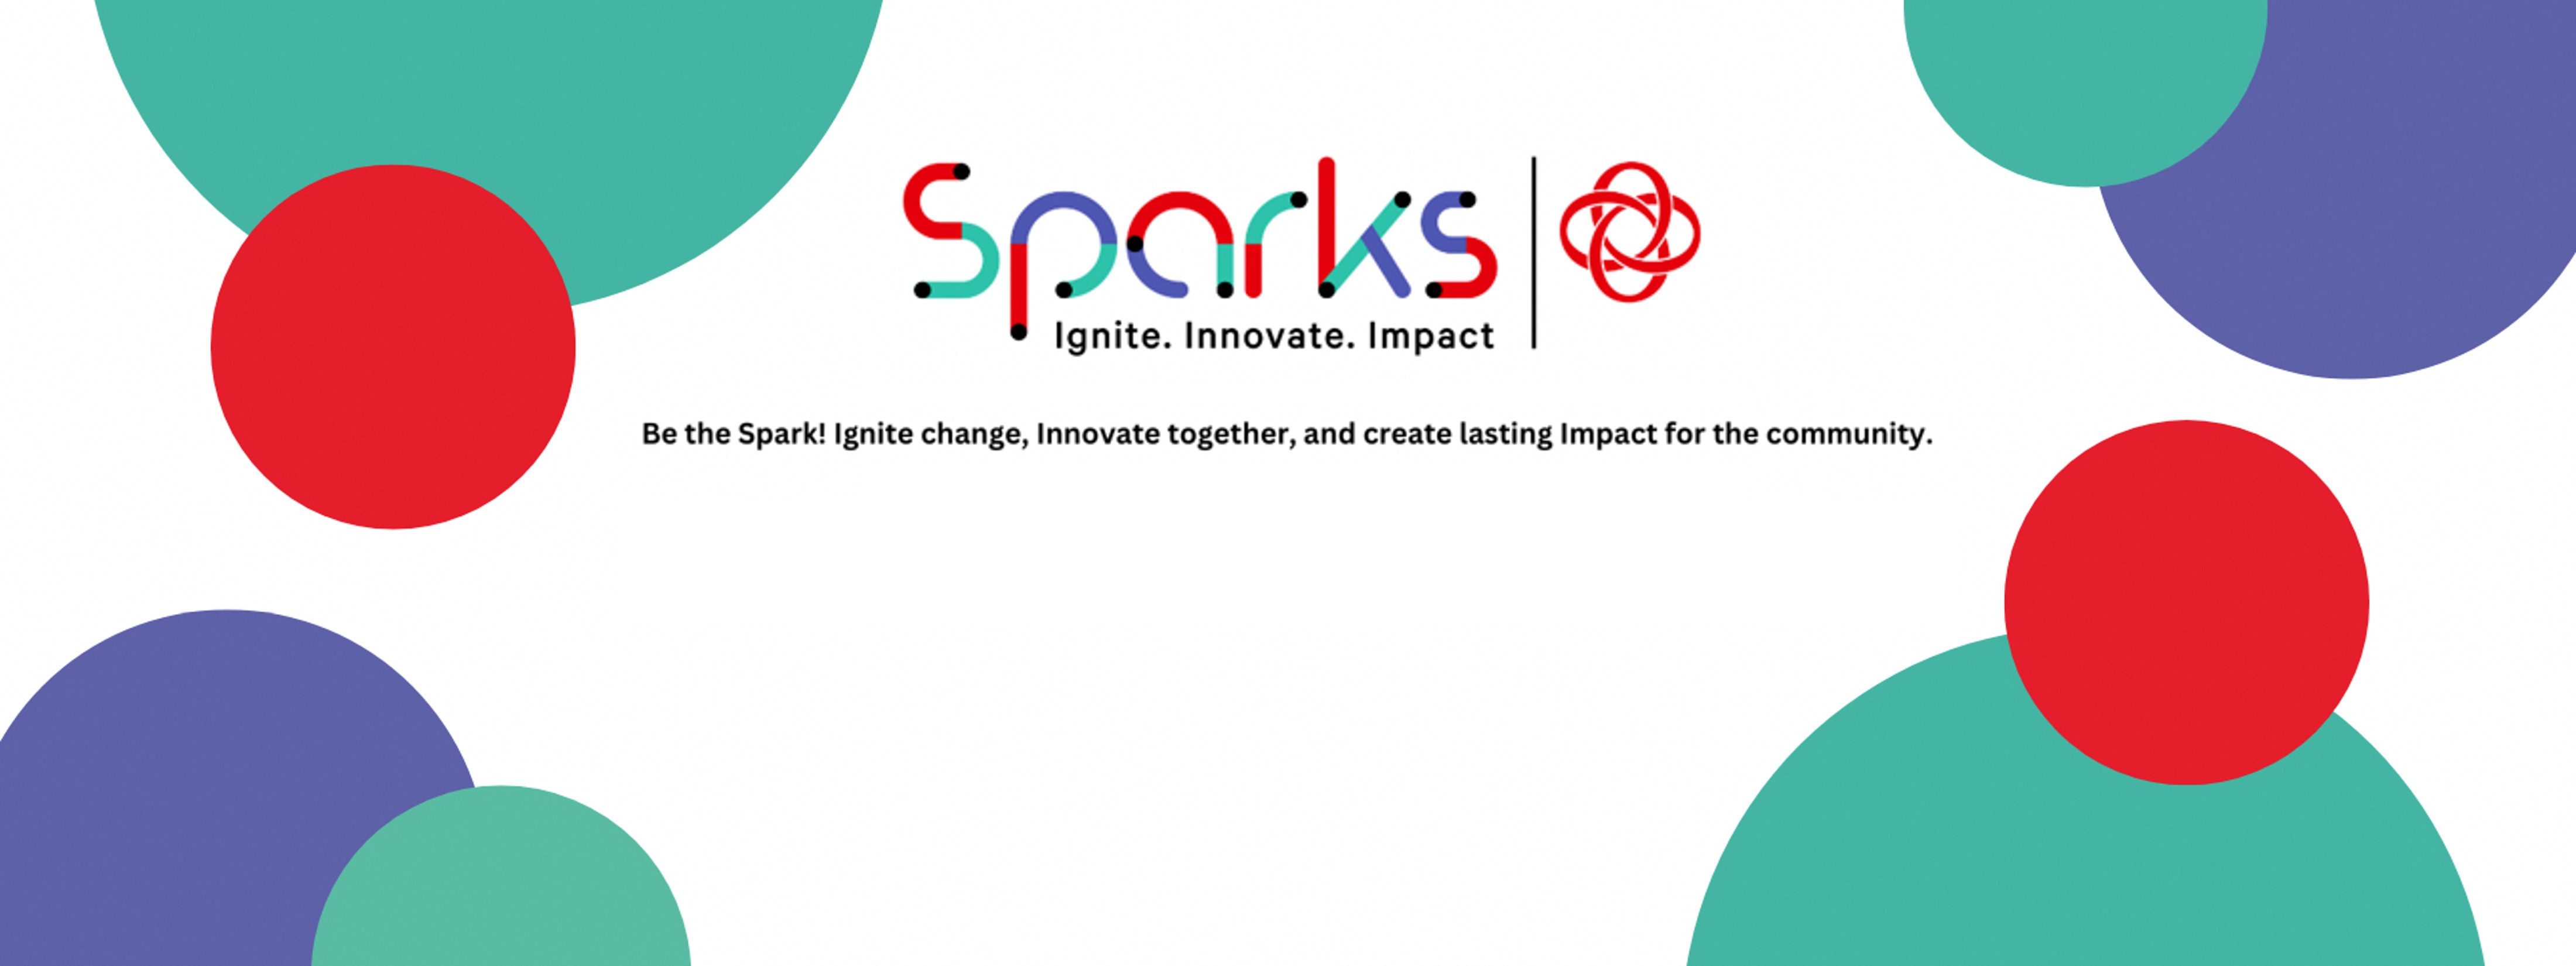 Sparks
Ignite. Innovate. Impact
Be the Spark! Ignite change, Innovate together, and create lasting Impact for the community.